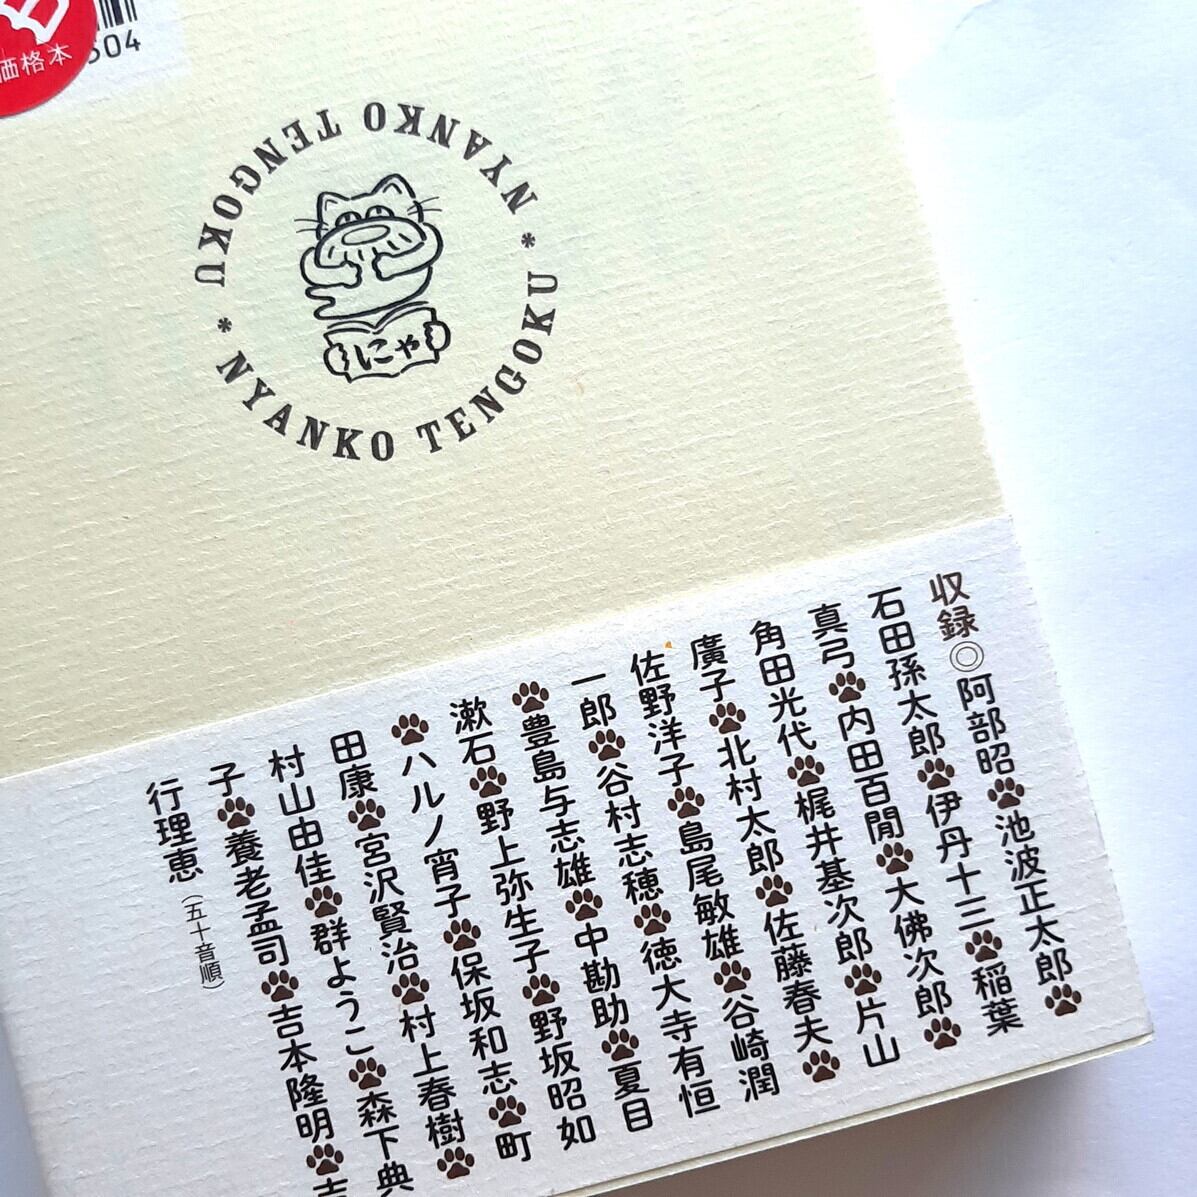 価格本
504
NYANKO TENGOKU * NYANKO TENGOKU *
にゃ
収録◎阿部昭🐾池波正太郎🐾
石田孫太郎🐾伊丹十三🐾稲葉
真弓🐾内田百閒🐾大佛次郎🐾
角田光代🐾梶井基次郎🐾片山
廣子🐾北村太郎🐾佐藤春夫🐾
佐野洋子🐾島尾敏雄🐾谷崎潤
一郎🐾谷村志穂🐾徳大寺有恒
🐾豊島与志雄🐾中勘助🐾夏目
漱石🐾野上弥生子🐾野坂昭如
🐾ハルノ宵子🐾保坂和志🐾町
田康🐾宮沢賢治🐾村上春樹🐾
村山由佳🐾群ようこ🐾森下典
子🐾養老孟司🐾吉本隆明🐾吉
行理恵（五十音順）